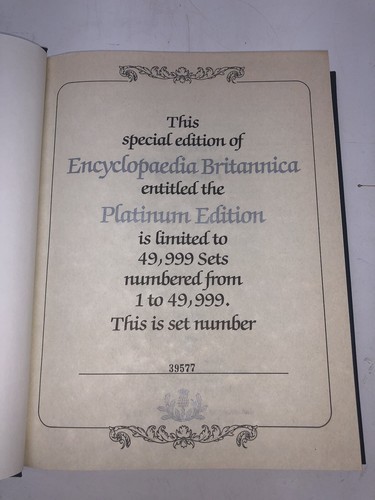 This
special edition of
Encyclopaedia Britannica
entitled the
Platinum Edition
is limited to
49,999 Sets
numbered from
1 to 49,999.
This is set number
39577